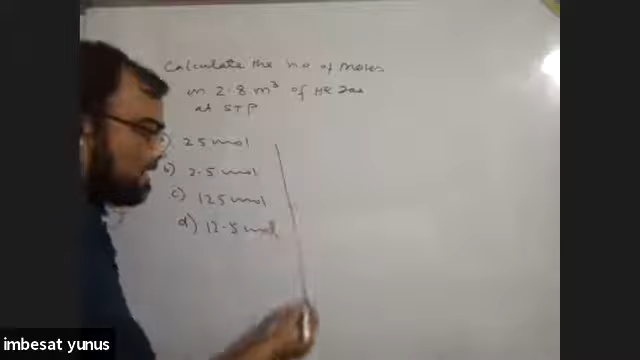 Calculate the no of moles
in 2.8 m³ of He gas
at STP
a) 25 mol
b) 2.5 mol
c) 125 mol
d) 12.5 mol
imbesat yunus